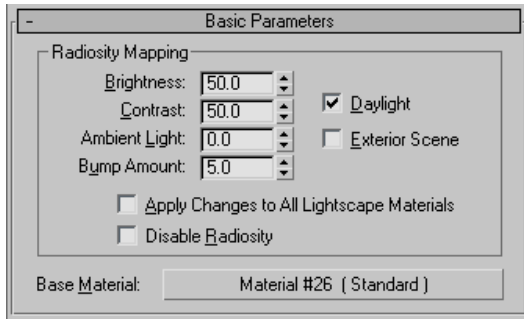 - Basic Parameters
Radiosity Mapping
Brightness: 50.0
Contrast: 50.0 Daylight
Ambient Light: 0.0 Exterior Scene
Bump Amount: 5.0
Apply Changes to All Lightscape Materials
Disable Radiosity
Base Material: Material #26 ( Standard )